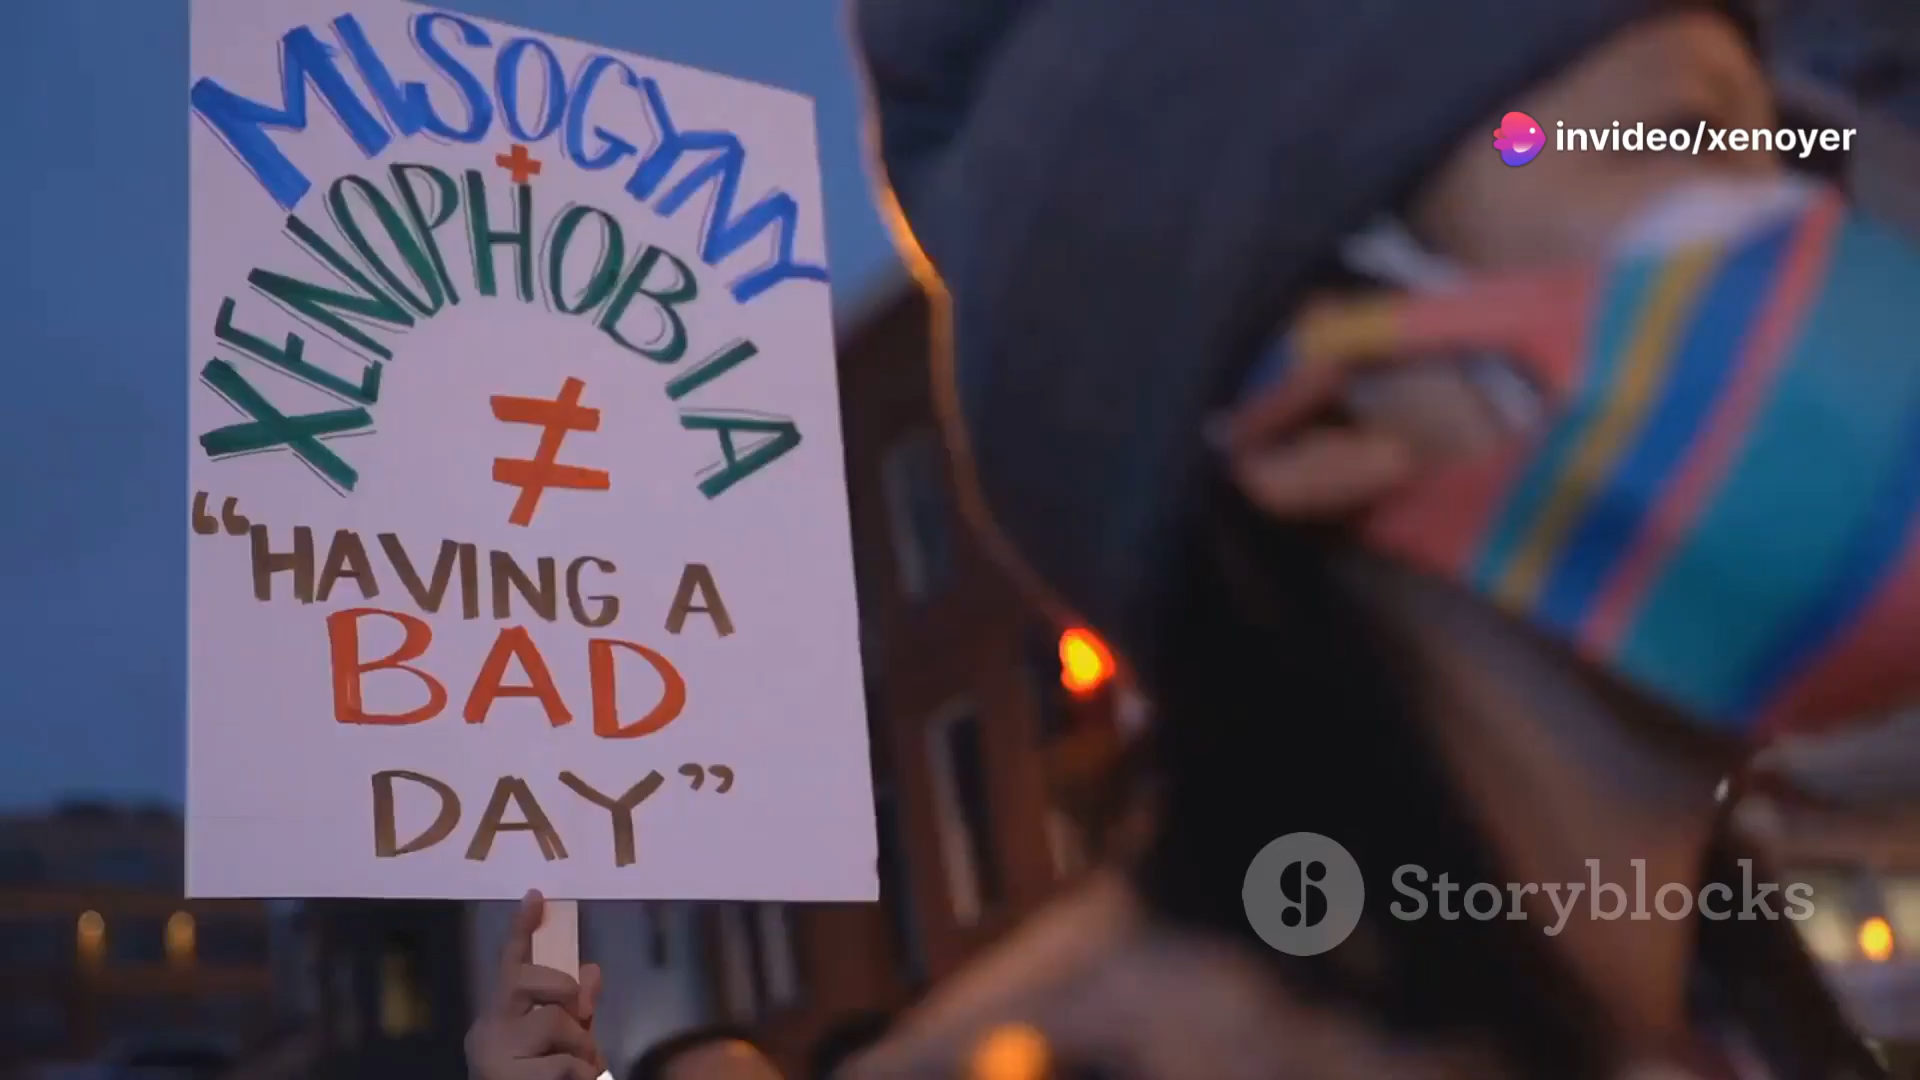 MISOGYNY
+
XENOPHOBIA
≠
“HAVING A
BAD
DAY”
invideo/xenoyer
Storyblocks